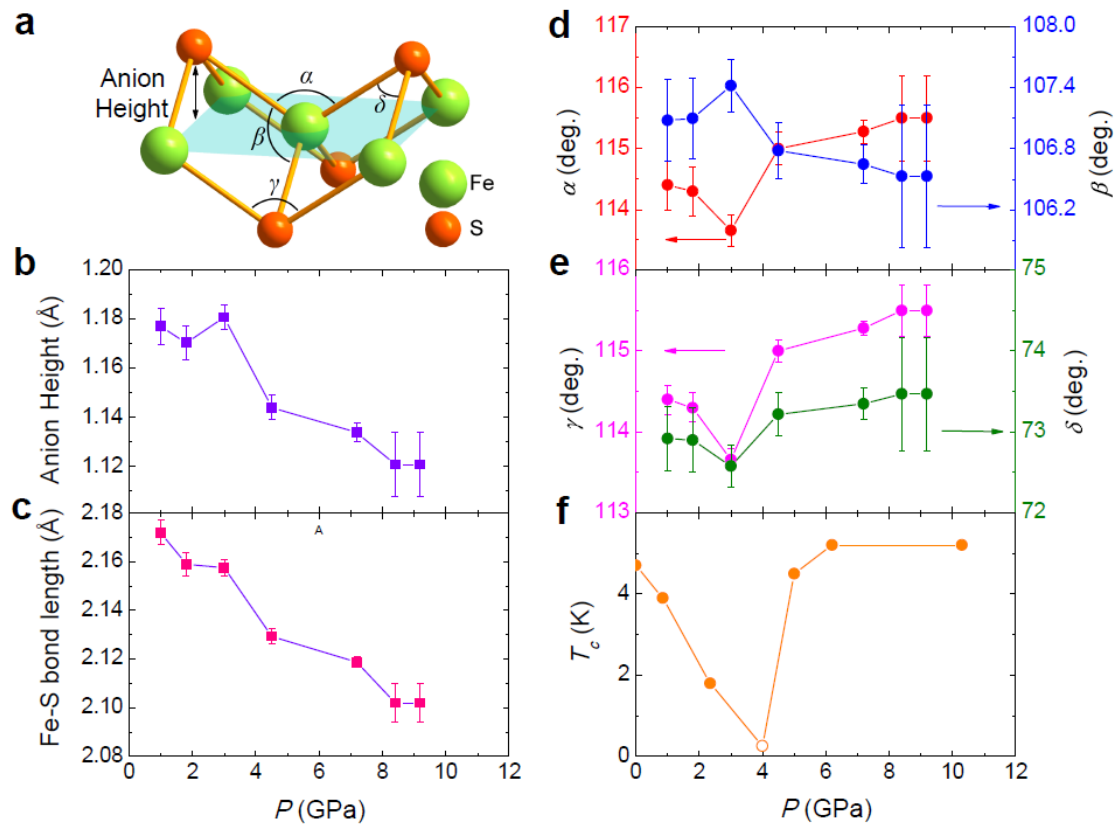 a
Anion
Height
α
β
γ
δ
Fe
S
b
Anion Height (Å)
1.20
1.18
1.16
1.14
1.12
c
Fe-S bond length (Å)
2.18
2.16
2.14
2.12
2.10
2.08
A
0 2 4 6 8 10 12
P (GPa)
d
α (deg.)
117
116
115
114
113
β (deg.)
108.0
107.4
106.8
106.2
e
γ (deg.)
116
115
114
113
δ (deg.)
75
74
73
72
f
T_c (K)
4
2
0
0 2 4 6 8 10 12
P (GPa)